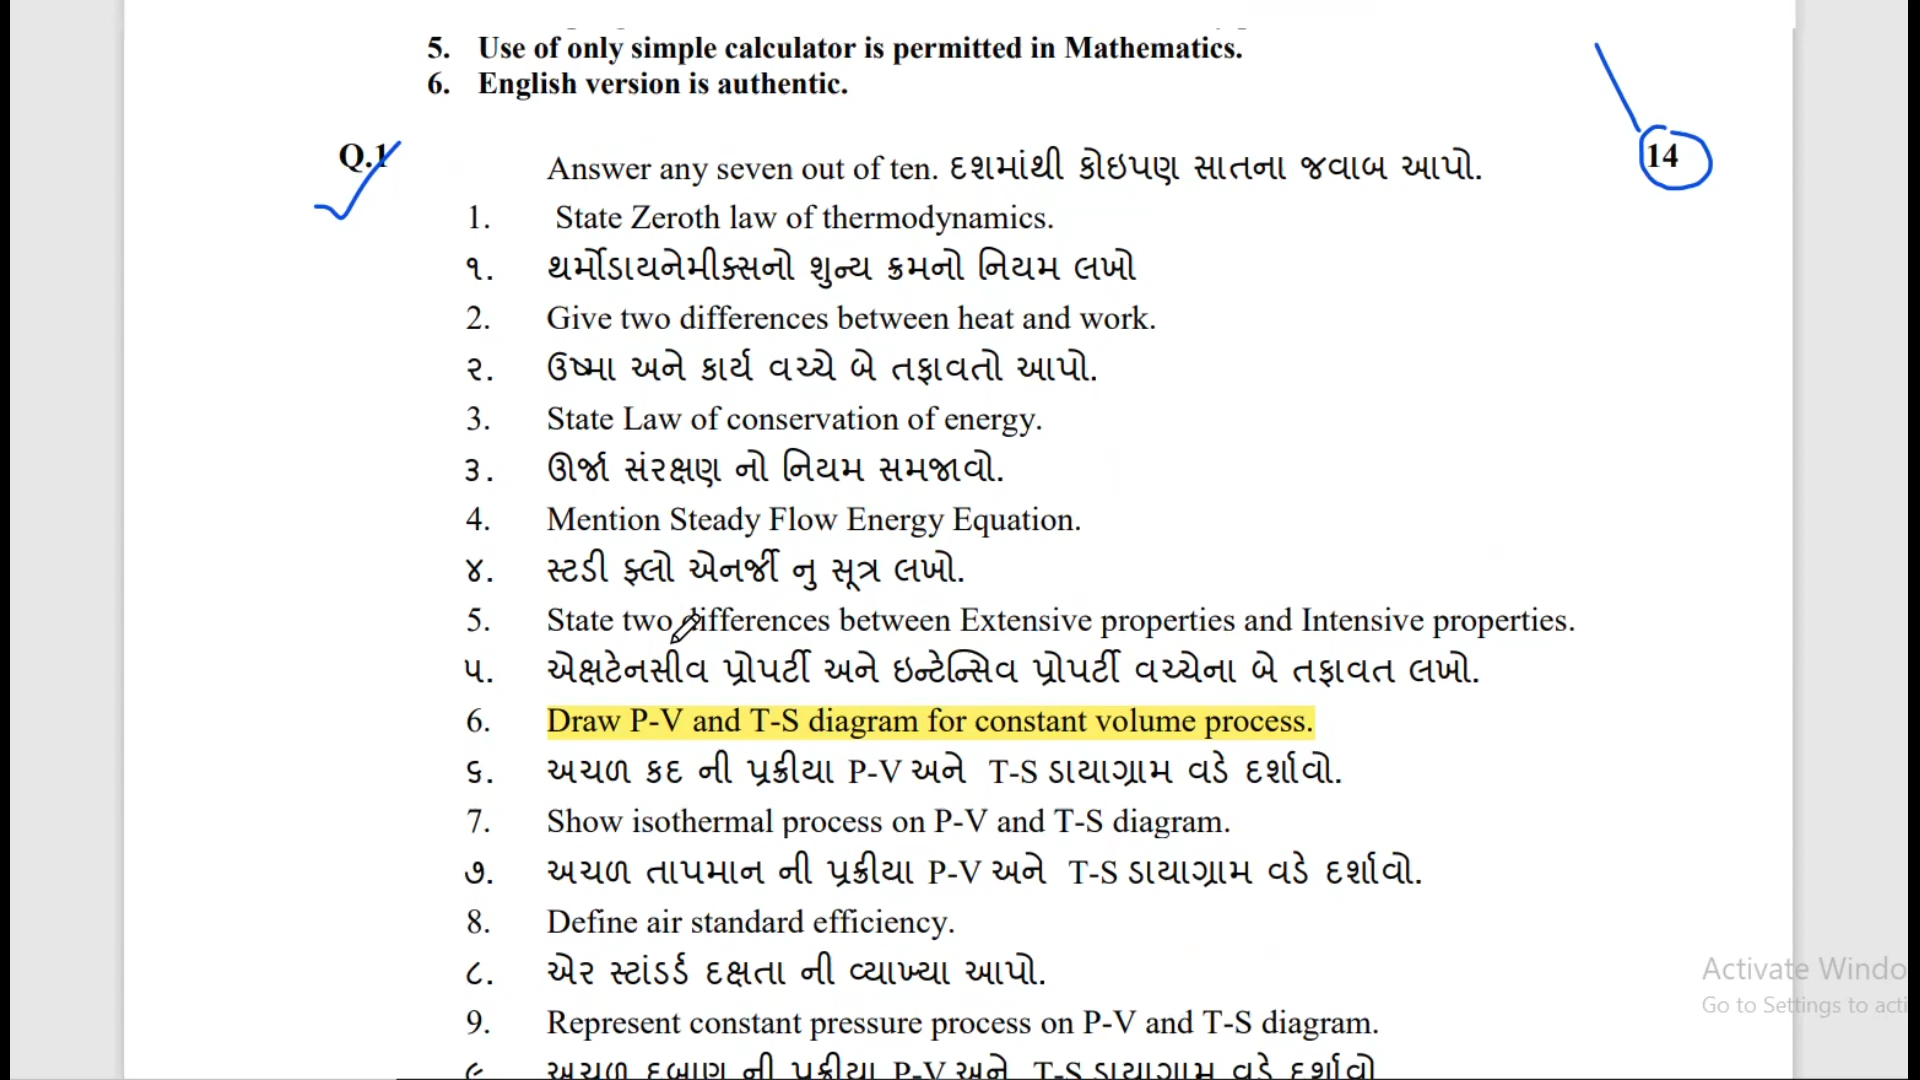 5. Use of only simple calculator is permitted in Mathematics.
6. English version is authentic.
Q.1 Answer any seven out of ten. દશમાંથી કોઇપણ સાતના જવાબ આપો. 14
1. State Zeroth law of thermodynamics.
૧. થર્મોડાયનેમીક્સનો શુન્ય ક્રમનો નિયમ લખો
2. Give two differences between heat and work.
૨. ઉષ્મા અને કાર્ય વચ્ચે બે તફાવતો આપો.
3. State Law of conservation of energy.
૩. ઊર્જા સંરક્ષણ નો નિયમ સમજાવો.
4. Mention Steady Flow Energy Equation.
૪. સ્ટડી ફ્લો એનર્જી નુ સૂત્ર લખો.
5. State two differences between Extensive properties and Intensive properties.
૫. એક્ષટેનસીવ પ્રોપર્ટી અને ઇન્ટેન્સિવ પ્રોપર્ટી વચ્ચેના બે તફાવત લખો.
6. Draw P-V and T-S diagram for constant volume process.
૬. અચળ કદ ની પ્રક્રીયા P-V અને T-S ડાયાગ્રામ વડે દર્શાવો.
7. Show isothermal process on P-V and T-S diagram.
૭. અચળ તાપમાન ની પ્રક્રીયા P-V અને T-S ડાયાગ્રામ વડે દર્શાવો.
8. Define air standard efficiency.
૮. એર સ્ટાંડર્ડ દક્ષતા ની વ્યાખ્યા આપો.
9. Represent constant pressure process on P-V and T-S diagram.
૯ અચળ દબાણ ની પ્રક્રીયા P-V અને T-S ડાયાગ્રામ વડે દર્શાવો
Activate Windo
Go to Settings to acti